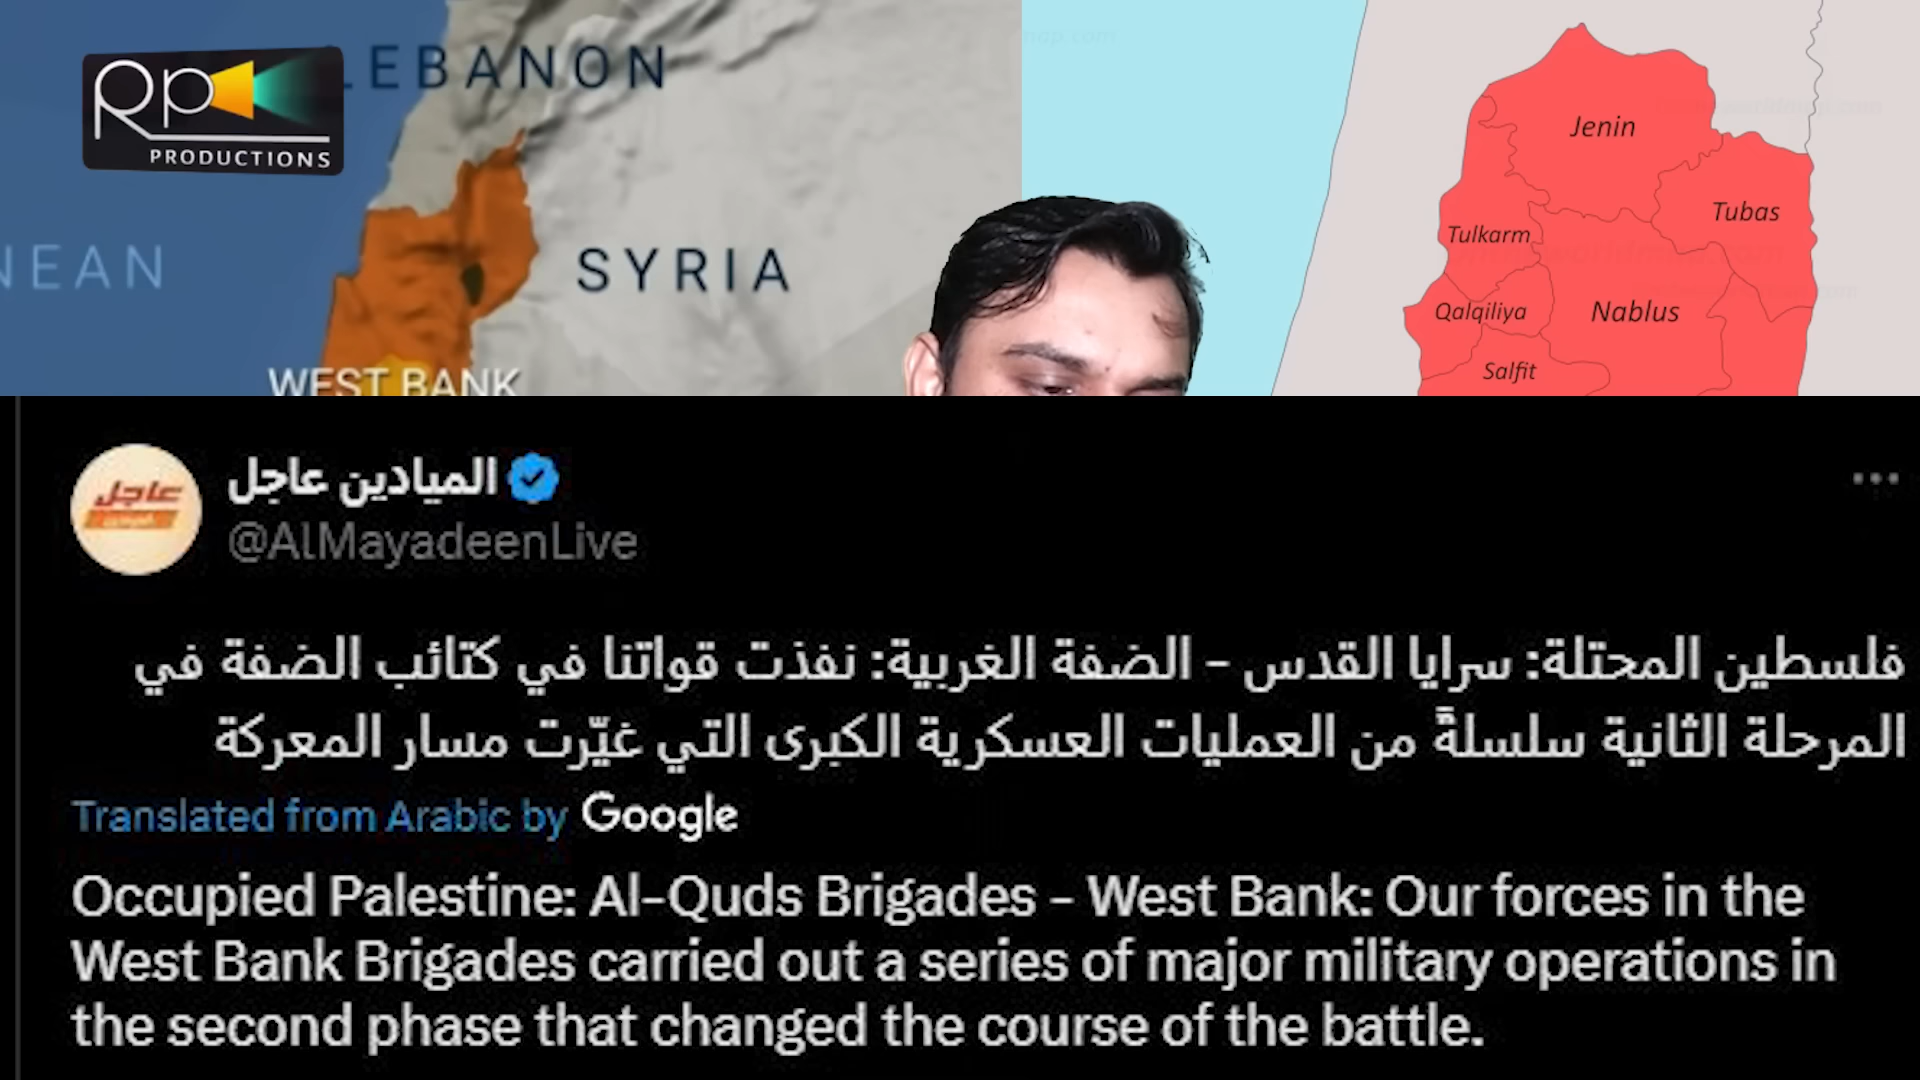 Rp
PRODUCTIONS
LEBANON
NEAN
SYRIA
WEST BANK
Jenin
Tubas
Tulkarm
Qalqiliya
Nablus
Salfit
عاجل
الميادين عاجل
@AlMayadeenLive
فلسطين المحتلة: سرايا القدس - الضفة الغربية: نفذت قواتنا في كتائب الضفة في
المرحلة الثانية سلسلةً من العمليات العسكرية الكبرى التي غيّرت مسار المعركة
Translated from Arabic by Google
Occupied Palestine: Al-Quds Brigades - West Bank: Our forces in the
West Bank Brigades carried out a series of major military operations in
the second phase that changed the course of the battle.